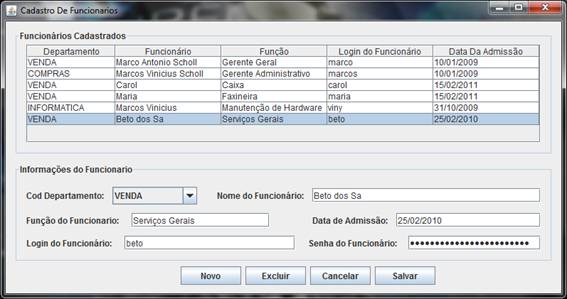 Cadastro De Funcionarios
Funcionários Cadastrados
Departamento Funcionário Função Login do Funcionário Data Da Admissão
VENDA Marco Antonio Scholl Gerente Geral marco 10/01/2009
COMPRAS Marcos Vinicius Scholl Gerente Administrativo marcos 10/01/2009
VENDA Carol Caixa carol 15/02/2011
VENDA Maria Faxineira maria 15/02/2011
INFORMATICA Marcos Vinicius Manutenção de Hardware viny 31/10/2009
VENDA Beto dos Sa Serviços Gerais beto 25/02/2010
Informações do Funcionario
Cod Departamento: VENDA Nome do Funcionário: Beto dos Sa
Função do Funcionario: Serviços Gerais Data de Admissão: 25/02/2010
Login do Funcionário: beto Senha do Funcionário:
Novo Excluir Cancelar Salvar